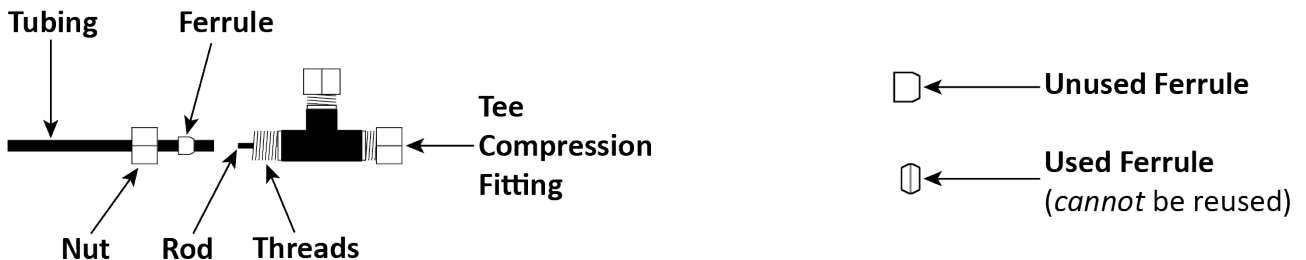 Tubing
Ferrule
Tee
Compression
Fitting
Nut
Rod
Threads
Unused Ferrule
Used Ferrule
(cannot be reused)